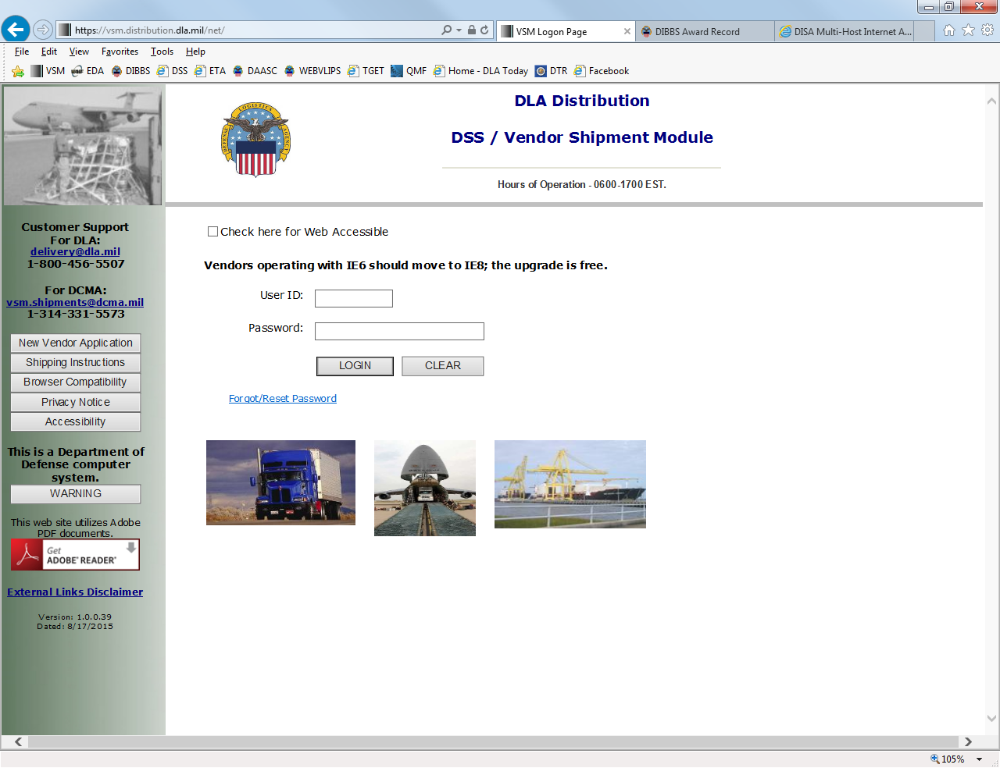 https://vsm.distribution.dla.mil/net/
VSM Logon Page
DIBBS Award Record
DISA Multi-Host Internet A...
File Edit View Favorites Tools Help
VSM EDA DIBBS DSS ETA DAASC WEBVLIPS TGET QMF Home - DLA Today DTR Facebook
LOGISTICS
DEFENSE
AGENCY
DLA Distribution
DSS / Vendor Shipment Module
Hours of Operation - 0600-1700 EST.
Customer Support
For DLA:
delivery@dla.mil
1-800-456-5507
For DCMA:
vsm.shipments@dcma.mil
1-314-331-5573
New Vendor Application
Shipping Instructions
Browser Compatibility
Privacy Notice
Accessibility
This is a Department of
Defense computer
system.
WARNING
This web site utilizes Adobe
PDF documents.
Get
ADOBE® READER®
External Links Disclaimer
Version: 1.0.0.39
Dated: 8/17/2015
Check here for Web Accessible
Vendors operating with IE6 should move to IE8; the upgrade is free.
User ID:
Password:
LOGIN CLEAR
Forgot/Reset Password
105%